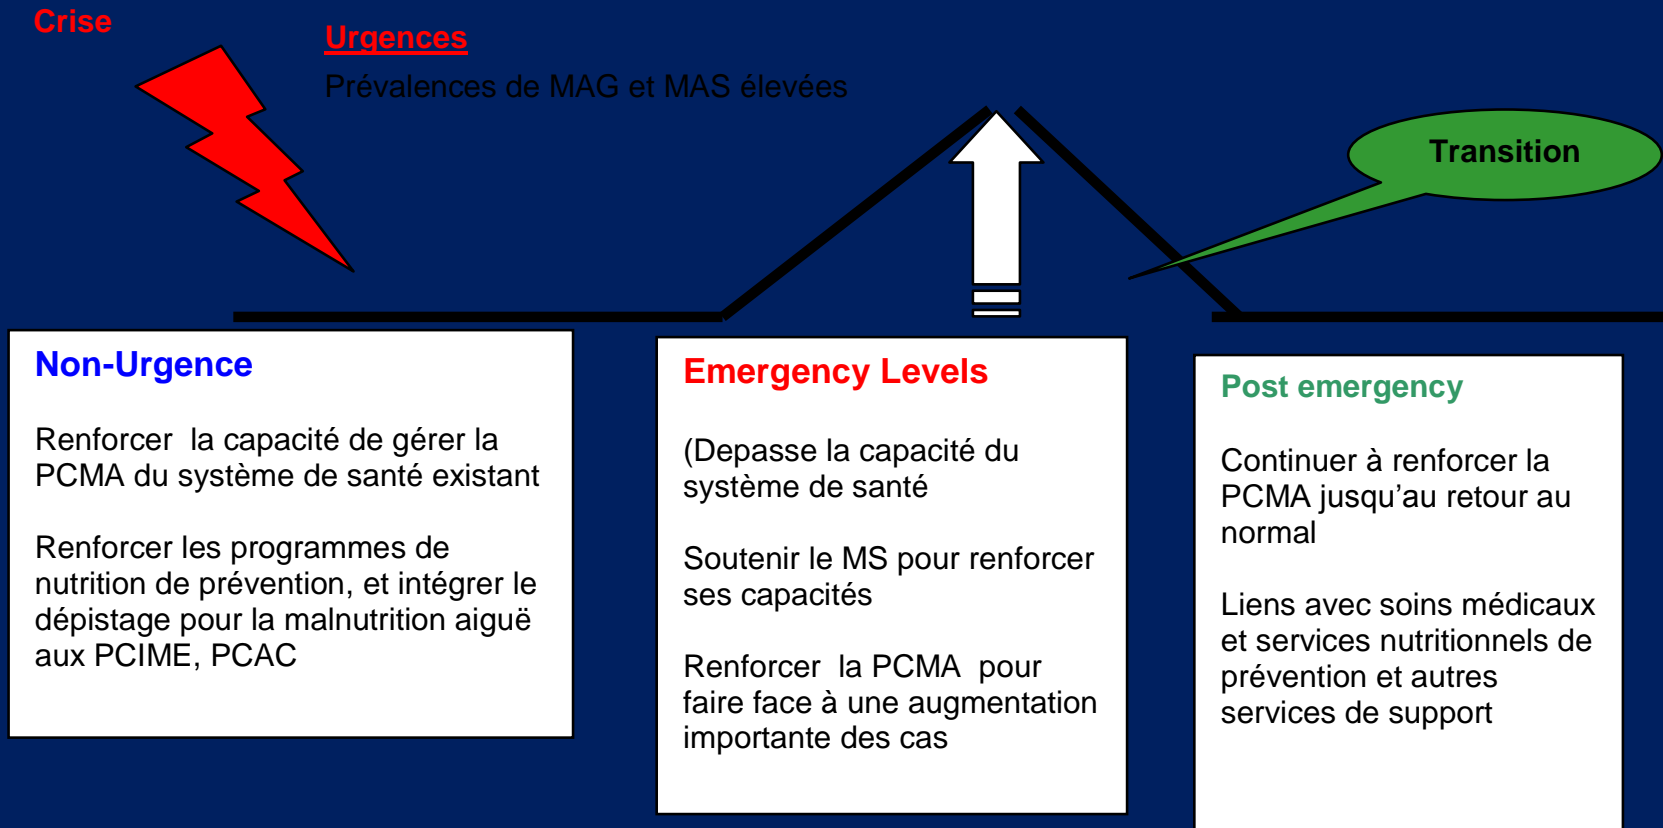 Crise
Urgences
Prévalences de MAG et MAS élevées
Transition
Non-Urgence
Renforcer la capacité de gérer la
PCMA du système de santé existant
Renforcer les programmes de
nutrition de prévention, et intégrer le
dépistage pour la malnutrition aiguë
aux PCIME, PCAC
Emergency Levels
(Depasse la capacité du
système de santé
Soutenir le MS pour renforcer
ses capacités
Renforcer la PCMA pour
faire face à une augmentation
importante des cas
Post emergency
Continuer à renforcer la
PCMA jusqu’au retour au
normal
Liens avec soins médicaux
et services nutritionnels de
prévention et autres
services de support